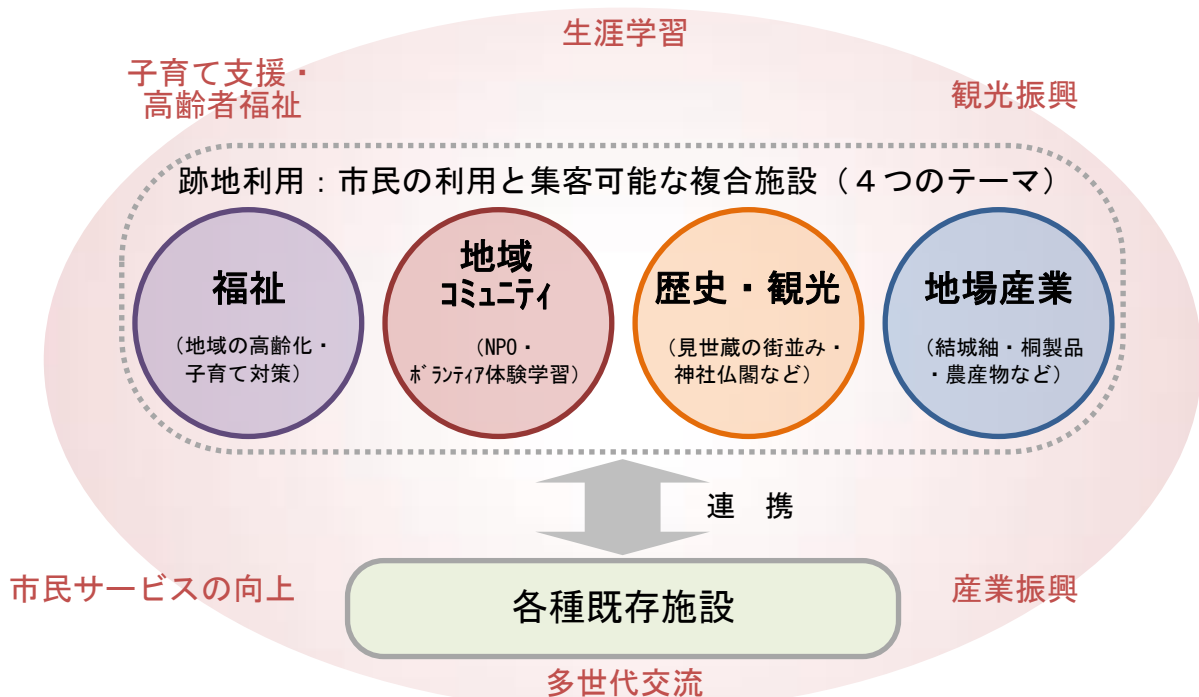 生涯学習
子育て支援・
高齢者福祉
観光振興
跡地利用：市民の利用と集客可能な複合施設（４つのテーマ）
福祉
（地域の高齢化・
子育て対策）
地域
ｺﾐｭﾆﾃｨ
（NPO・
ﾎﾞﾗﾝﾃｨｱ体験学習）
歴史・観光
（見世蔵の街並み・
神社仏閣など）
地場産業
（結城紬・桐製品
・農産物など）
連　携
市民サービスの向上
各種既存施設
産業振興
多世代交流